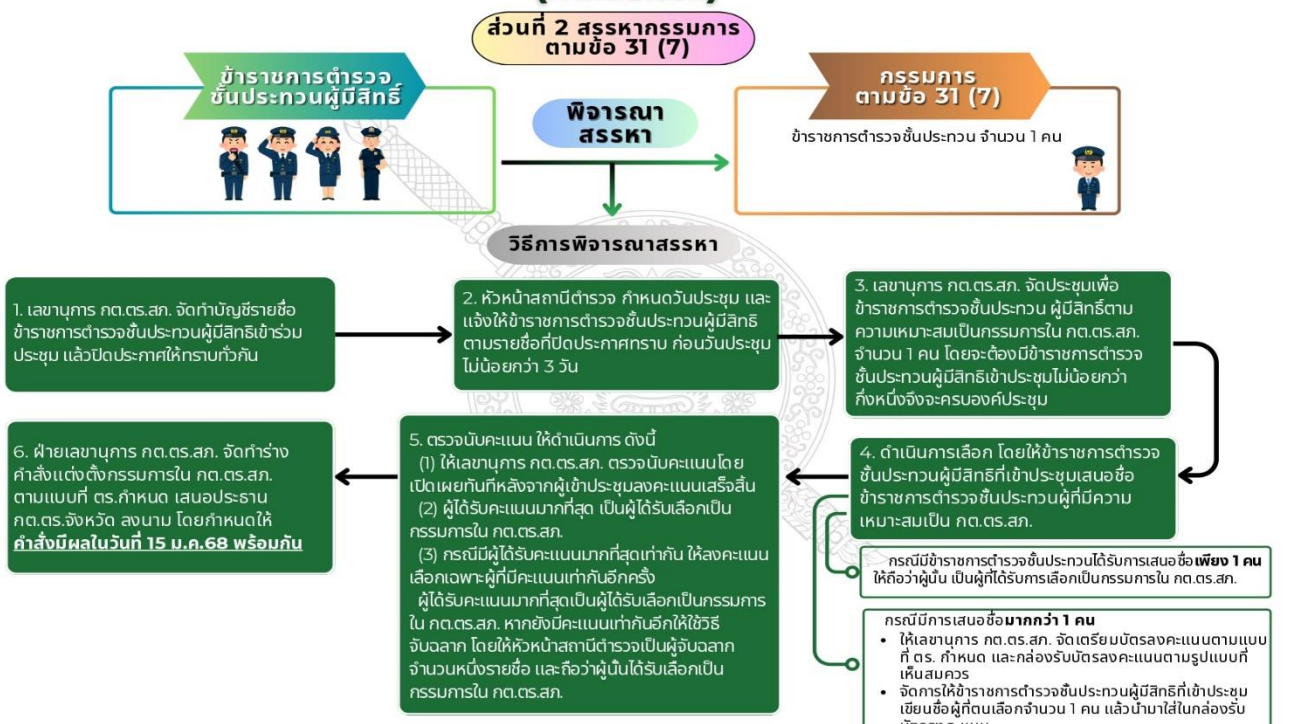 ส่วนที่ 2 สรรหากรรมการ
ตามข้อ 31 (7)
ข้าราชการตำรวจ
ชั้นประทวนผู้มีสิทธิ์
พิจารณา
สรรหา
กรรมการ
ตามข้อ 31 (7)
ข้าราชการตำรวจชั้นประทวน จำนวน 1 คน
วิธีการพิจารณาสรรหา
1. เลขานุการ กต.ตร.สภ. จัดทำบัญชีรายชื่อ
ข้าราชการตำรวจชั้นประทวนผู้มีสิทธิเข้าร่วม
ประชุม แล้วปิดประกาศให้ทราบทั่วกัน
2. หัวหน้าสถานีตำรวจ กำหนดวันประชุม และ
แจ้งให้ข้าราชการตำรวจชั้นประทวนผู้มีสิทธิ
ตามรายชื่อที่ปิดประกาศทราบ ก่อนวันประชุม
ไม่น้อยกว่า 3 วัน
3. เลขานุการ กต.ตร.สภ. จัดประชุมเพื่อ
ข้าราชการตำรวจชั้นประทวน ผู้มีสิทธิ์ตาม
ความเหมาะสมเป็นกรรมการใน กต.ตร.สภ.
จำนวน 1 คน โดยจะต้องมีข้าราชการตำรวจ
ชั้นประทวนผู้มีสิทธิเข้าประชุมไม่น้อยกว่า
กึ่งหนึ่งจึงจะครบองค์ประชุม
4. ดำเนินการเลือก โดยให้ข้าราชการตำรวจ
ชั้นประทวนผู้มีสิทธิที่เข้าประชุมเสนอชื่อ
ข้าราชการตำรวจชั้นประทวนผู้ที่มีความ
เหมาะสมเป็น กต.ตร.สภ.
กรณีมีข้าราชการตำรวจชั้นประทวนได้รับการเสนอชื่อเพียง 1 คน
ให้ถือว่าผู้นั้น เป็นผู้ที่ได้รับการเลือกเป็นกรรมการใน กต.ตร.สภ.
กรณีมีการเสนอชื่อมากกว่า 1 คน
• ให้เลขานุการ กต.ตร.สภ. จัดเตรียมบัตรลงคะแนนตามแบบ
ที่ ตร. กำหนด และกล่องรับบัตรลงคะแนนตามรูปแบบที่
เห็นสมควร
• จัดการให้ข้าราชการตำรวจชั้นประทวนผู้มีสิทธิที่เข้าประชุม
เขียนชื่อผู้ที่ตนเลือกจำนวน 1 คน แล้วนำมาใส่ในกล่องรับ
5. ตรวจนับคะแนน ให้ดำเนินการ ดังนี้
(1) ให้เลขานุการ กต.ตร.สภ. ตรวจนับคะแนนโดย
เปิดเผยทันทีหลังจากผู้เข้าประชุมลงคะแนนเสร็จสิ้น
(2) ผู้ได้รับคะแนนมากที่สุด เป็นผู้ได้รับเลือกเป็น
กรรมการใน กต.ตร.สภ.
(3) กรณีมีผู้ได้รับคะแนนมากที่สุดเท่ากัน ให้ลงคะแนน
เลือกเฉพาะผู้ที่มีคะแนนเท่ากันอีกครั้ง
ผู้ได้รับคะแนนมากที่สุดเป็นผู้ได้รับเลือกเป็นกรรมการ
ใน กต.ตร.สภ. หากยังมีคะแนนเท่ากันอีกให้ใช้วิธี
จับฉลาก โดยให้หัวหน้าสถานีตำรวจเป็นผู้จับฉลาก
จำนวนหนึ่งรายชื่อ และถือว่าผู้นั้นได้รับเลือกเป็น
กรรมการใน กต.ตร.สภ.
6. ฝ่ายเลขานุการ กต.ตร.สภ. จัดทำร่าง
คำสั่งแต่งตั้งกรรมการใน กต.ตร.สภ.
ตามแบบที่ ตร.กำหนด เสนอประธาน
กต.ตร.จังหวัด ลงนาม โดยกำหนดให้
คำสั่งมีผลในวันที่ 15 ม.ค.68 พร้อมกัน